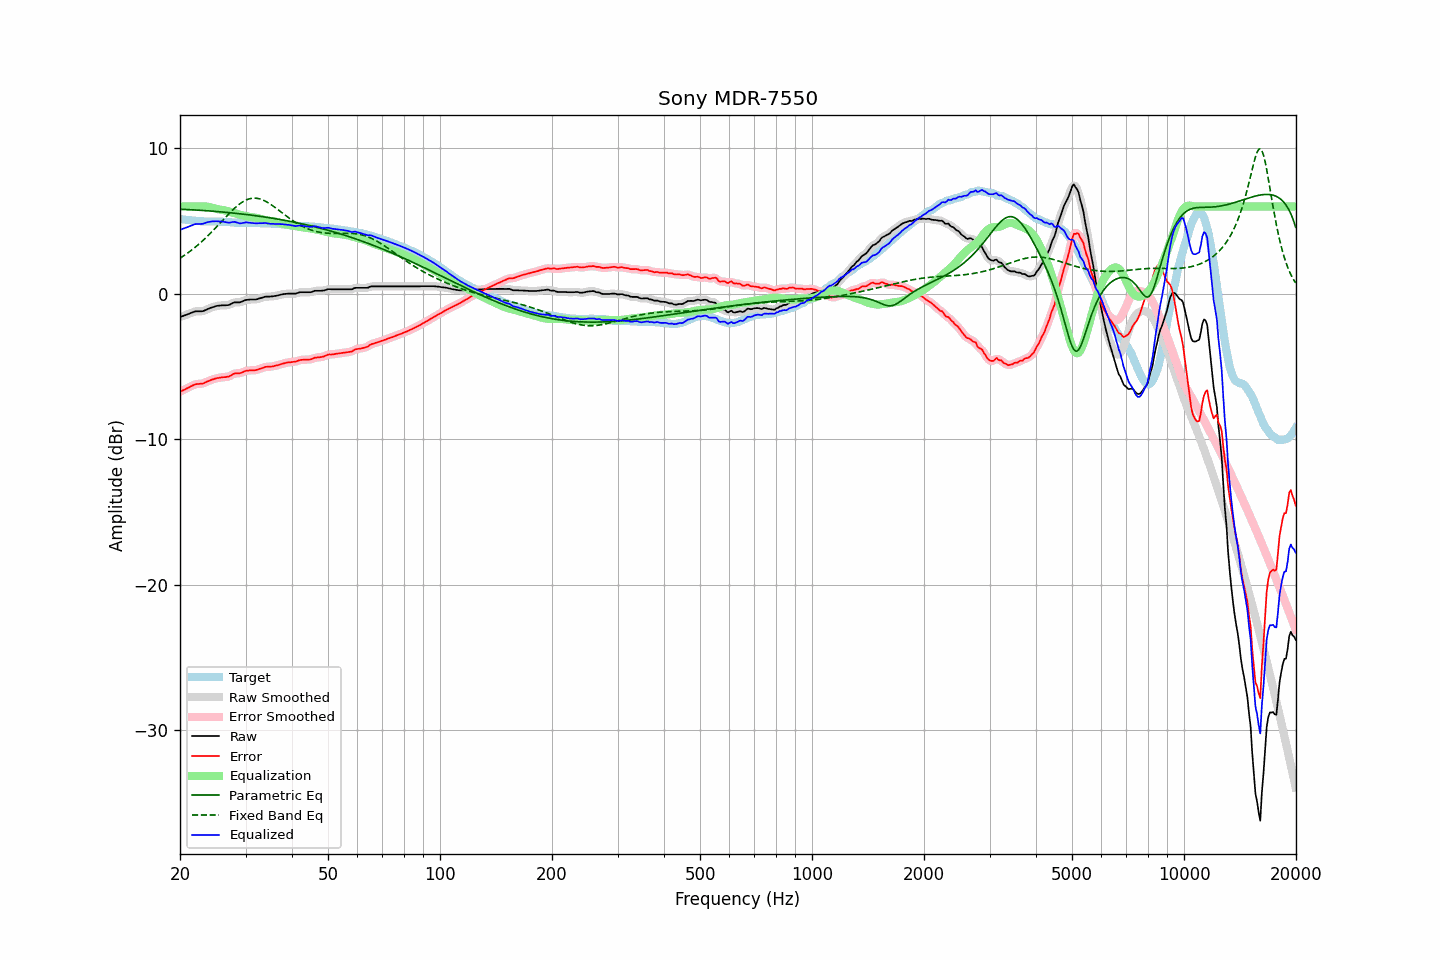 Sony MDR-7550
Amplitude (dBr)
10
0
−10
−20
−30
Target
Raw Smoothed
Error Smoothed
Raw
Error
Equalization
Parametric Eq
Fixed Band Eq
Equalized
20 50 100 200 500 1000 2000 5000 10000 20000
Frequency (Hz)